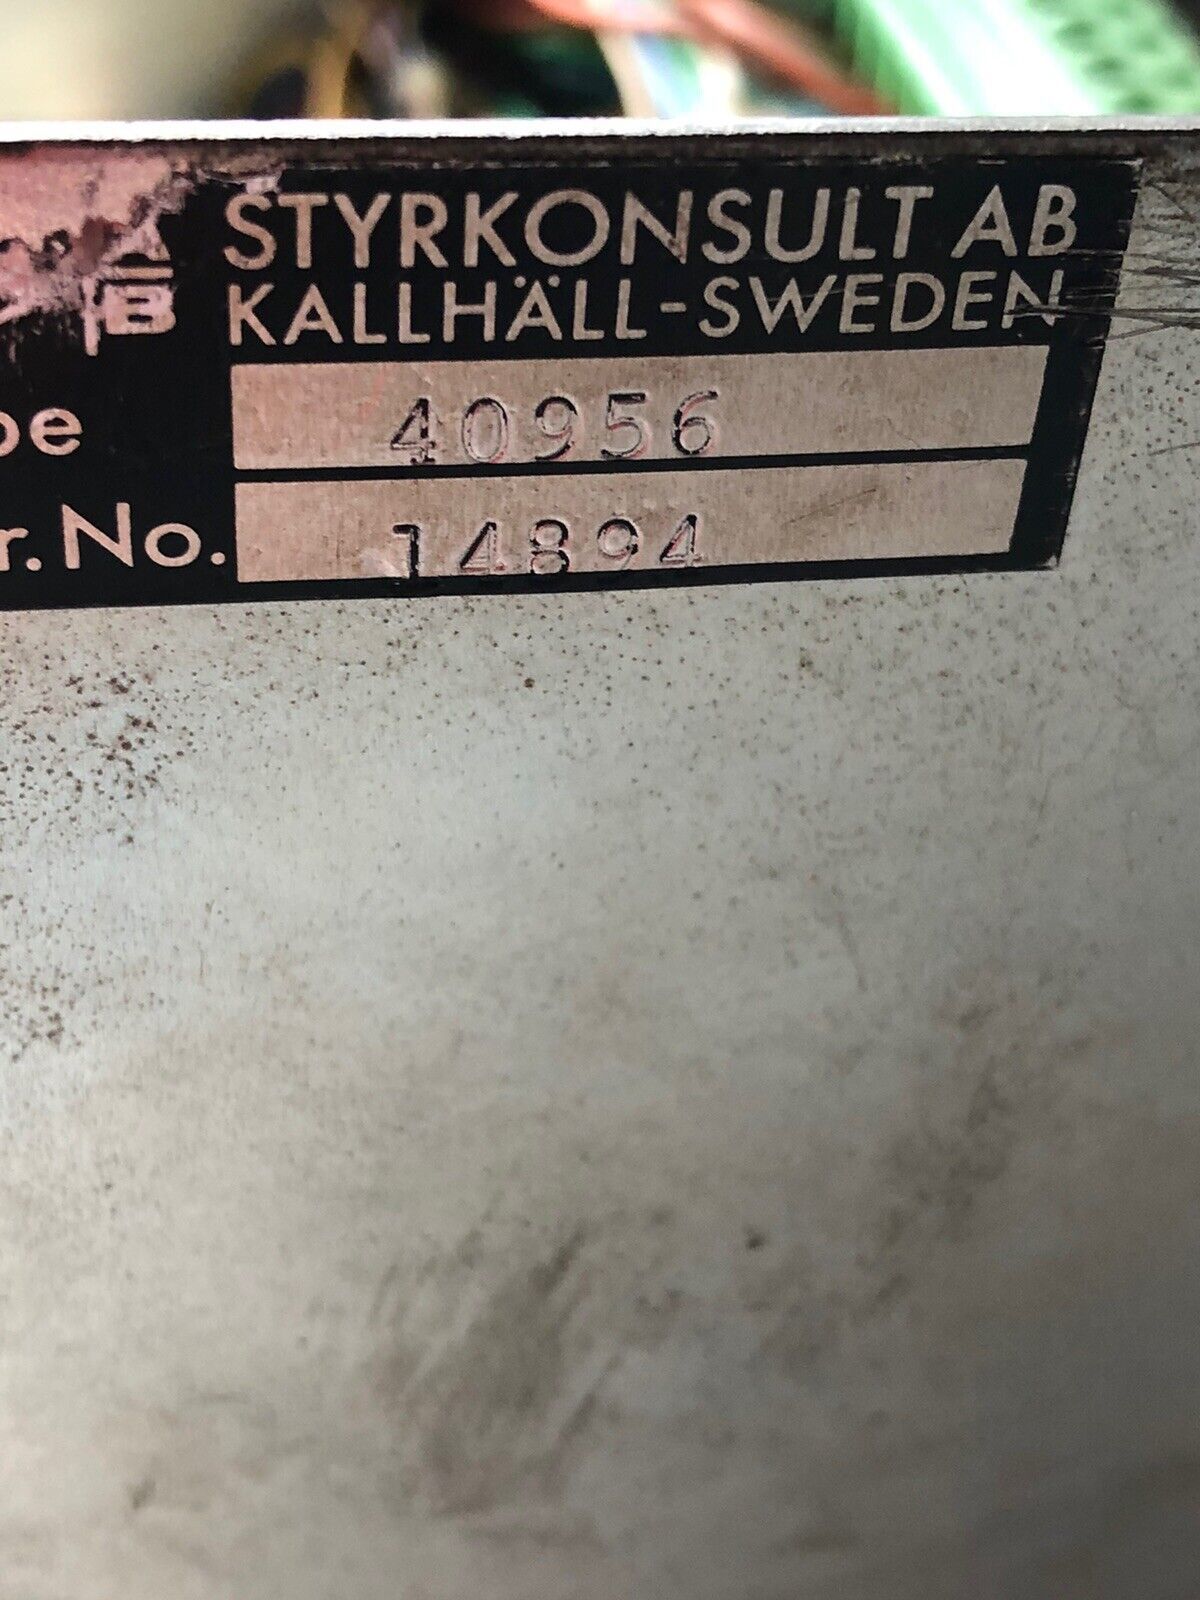 STYRKONSULT AB
KALLHÄLL-SWEDEN
B
pe 40956
r. No. 14894